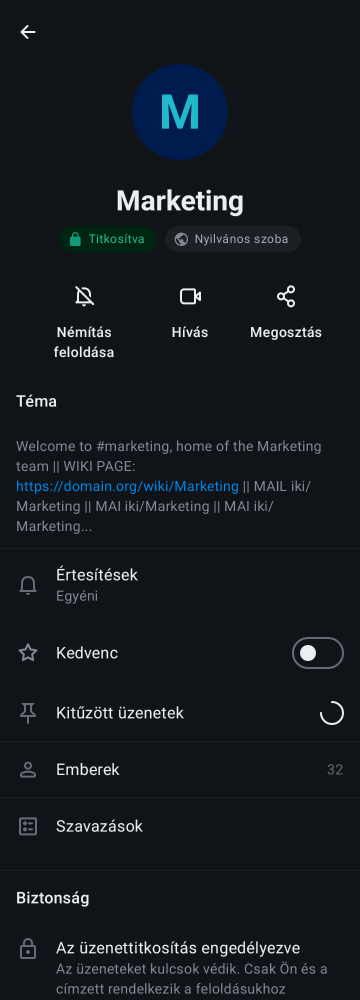 M
Marketing
Titkosítva
Nyilvános szoba
Némítás
feloldása
Hívás
Megosztás
Téma
Welcome to #marketing, home of the Marketing
team || WIKI PAGE:
https://domain.org/wiki/Marketing || MAIL iki/
Marketing || MAI iki/Marketing || MAI iki/
Marketing...
Értesítések
Egyéni
Kedvenc
Kitűzött üzenetek
Emberek
32
Szavazások
Biztonság
Az üzenettitkosítás engedélyezve
Az üzeneteket kulcsok védik. Csak Ön és a
címzett rendelkezik a feloldásukhoz